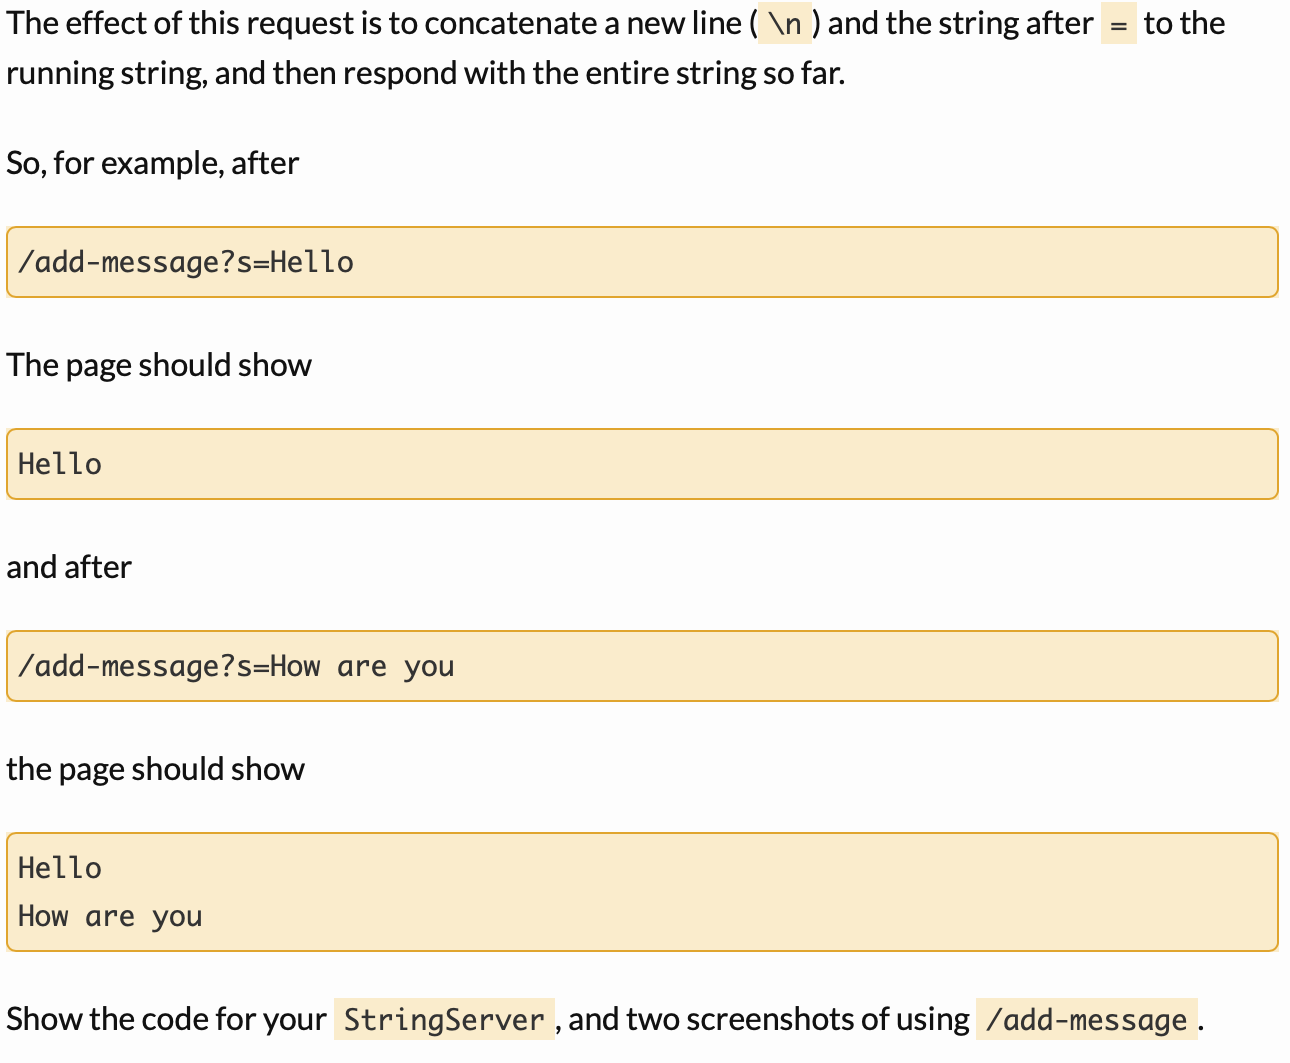 The effect of this request is to concatenate a new line ( \n ) and the string after = to the
running string, and then respond with the entire string so far.
So, for example, after
/add-message?s=Hello
The page should show
Hello
and after
/add-message?s=How are you
the page should show
Hello
How are you
Show the code for your StringServer , and two screenshots of using /add-message .